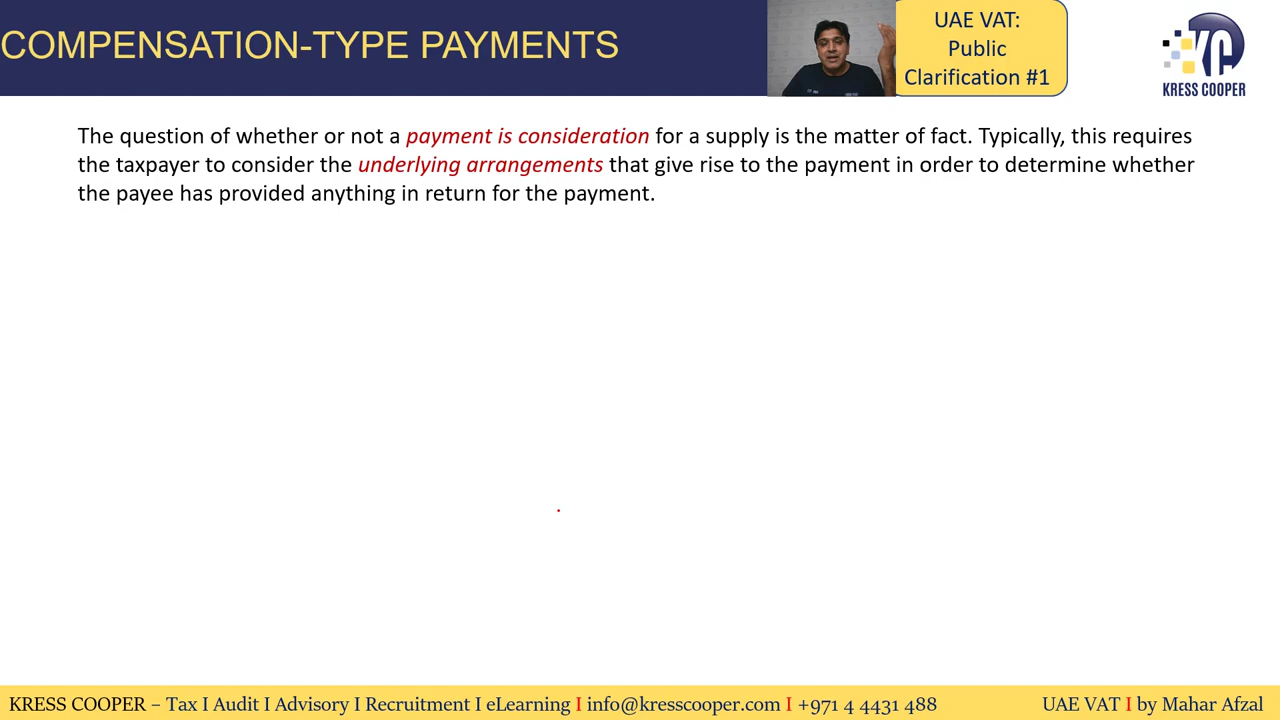 COMPENSATION-TYPE PAYMENTS
UAE VAT:
Public
Clarification #1
KC
KRESS COOPER
The question of whether or not a payment is consideration for a supply is the matter of fact. Typically, this requires
the taxpayer to consider the underlying arrangements that give rise to the payment in order to determine whether
the payee has provided anything in return for the payment.
KRESS COOPER – Tax I Audit I Advisory I Recruitment I eLearning I info@kresscooper.com I +971 4 4431 488
UAE VAT I by Mahar Afzal